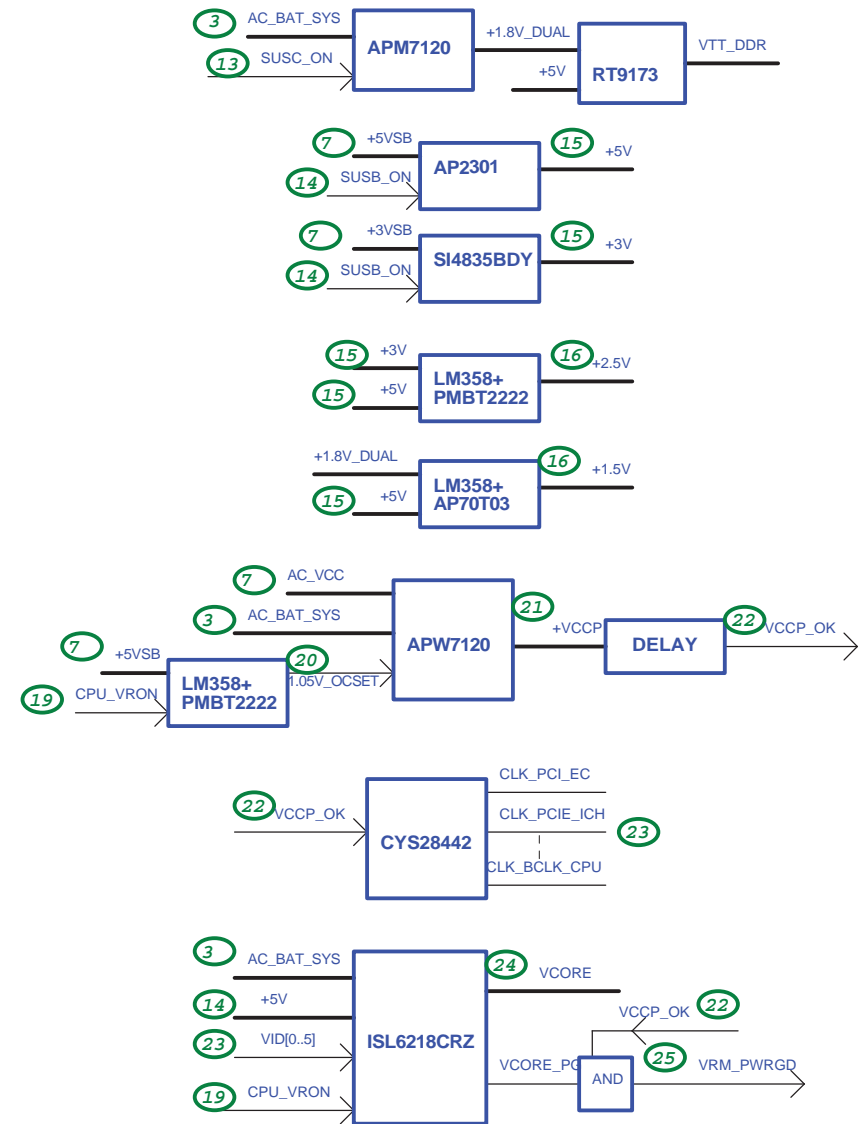 3 AC_BAT_SYS
13 SUSC_ON
APM7120
+1.8V_DUAL
+5V
RT9173
VTT_DDR
7 +5VSB
14 SUSB_ON
AP2301
15 +5V
7 +3VSB
14 SUSB_ON
SI4835BDY
15 +3V
15 +3V
15 +5V
LM358+
PMBT2222
16 +2.5V
+1.8V_DUAL
15 +5V
LM358+
AP70T03
16 +1.5V
7 AC_VCC
3 AC_BAT_SYS
7 +5VSB
19 CPU_VRON
LM358+
PMBT2222
20
1.05V_OCSET
APW7120
21
+VCCP
DELAY
22 VCCP_OK
22 VCCP_OK
CYS28442
CLK_PCI_EC
CLK_PCIE_ICH
23
CLK_BCLK_CPU
3 AC_BAT_SYS
14 +5V
23 VID[0..5]
19 CPU_VRON
ISL6218CRZ
24 VCORE
VCCP_OK 22
25
VCORE_PG
AND
VRM_PWRGD